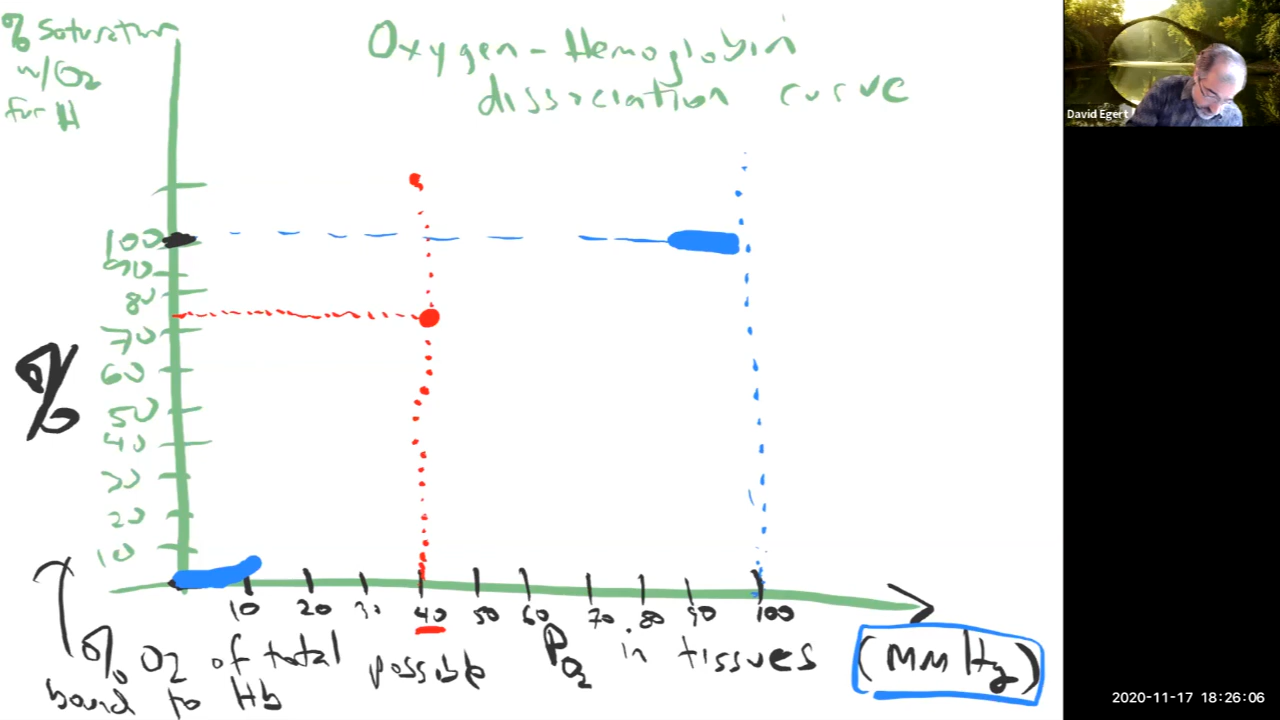 % Saturation
w/O2
for H
Oxygen-Hemoglobin
dissociation curve
100
90
80
70
60
50
40
30
20
10
%
10 20 30 40 50 60 70 80 90 100
% O2 of total possible
bound to Hb
PO2 in tissues (mmHg)
David Egert
2020-11-17 18:26:06